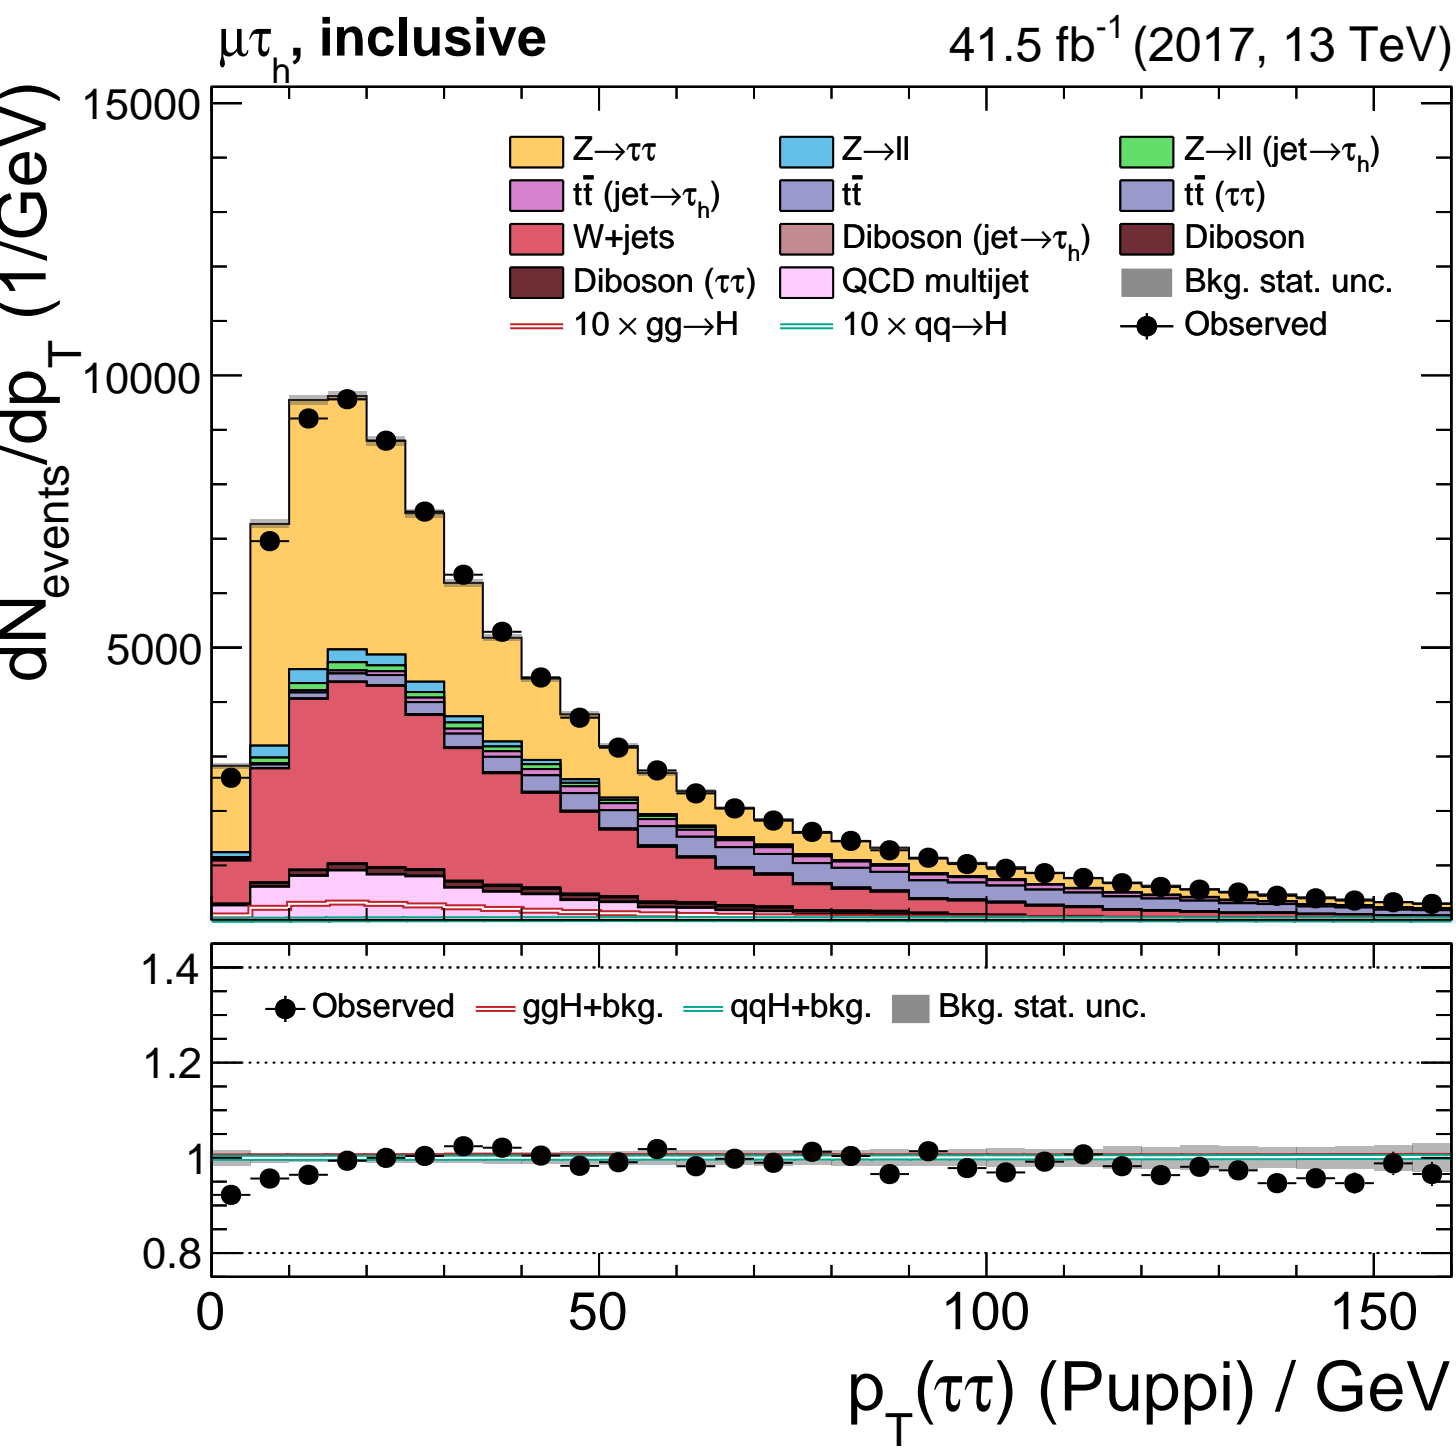 μτh, inclusive
41.5 fb-1 (2017, 13 TeV)
dNevents/dpT (1/GeV)
15000
10000
5000
Z→ττ
Z→ll
Z→ll (jet→τh)
tt̄ (jet→τh)
tt̄
tt̄ (ττ)
W+jets
Diboson (jet→τh)
Diboson
Diboson (ττ)
QCD multijet
Bkg. stat. unc.
10 × gg→H
10 × qq→H
Observed
1.4
1.2
1
0.8
Observed
ggH+bkg.
qqH+bkg.
Bkg. stat. unc.
0
50
100
150
pT(ττ) (Puppi) / GeV